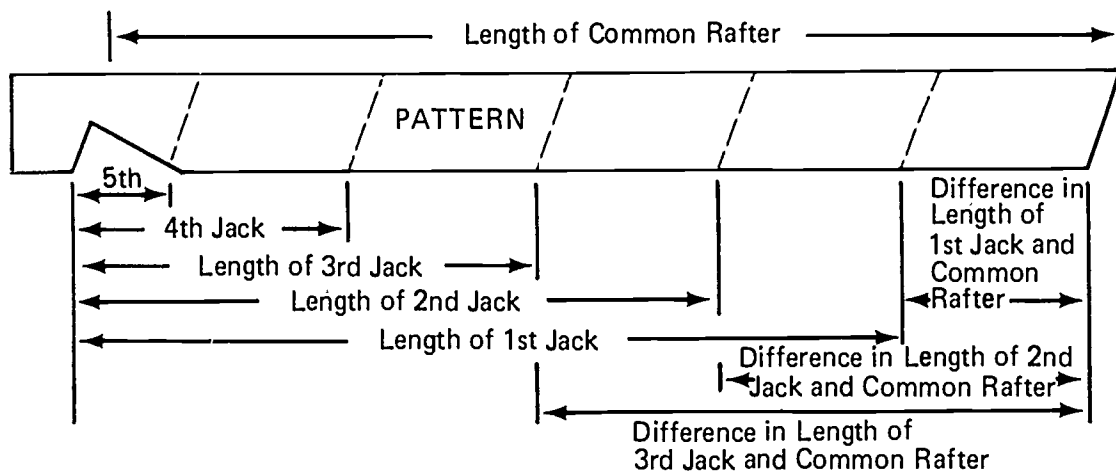 Length of Common Rafter
PATTERN
5th
4th Jack
Length of 3rd Jack
Length of 2nd Jack
Length of 1st Jack
Difference in
Length of
1st Jack and
Common
Rafter
Difference in Length of 2nd
Jack and Common Rafter
Difference in Length of
3rd Jack and Common Rafter